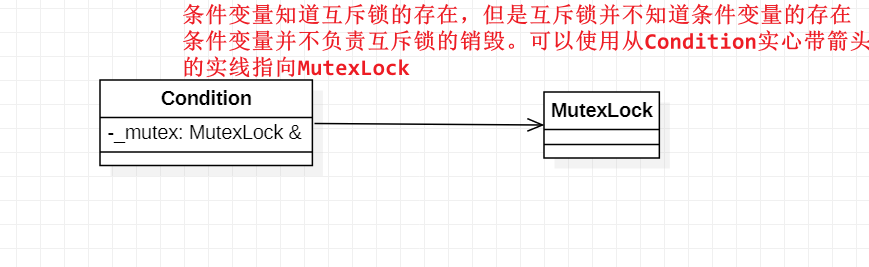 条件变量知道互斥锁的存在，但是互斥锁并不知道条件变量的存在
条件变量并不负责互斥锁的销毁。可以使用从Condition实心带箭头
的实线指向MutexLock
Condition
-_mutex: MutexLock &
MutexLock